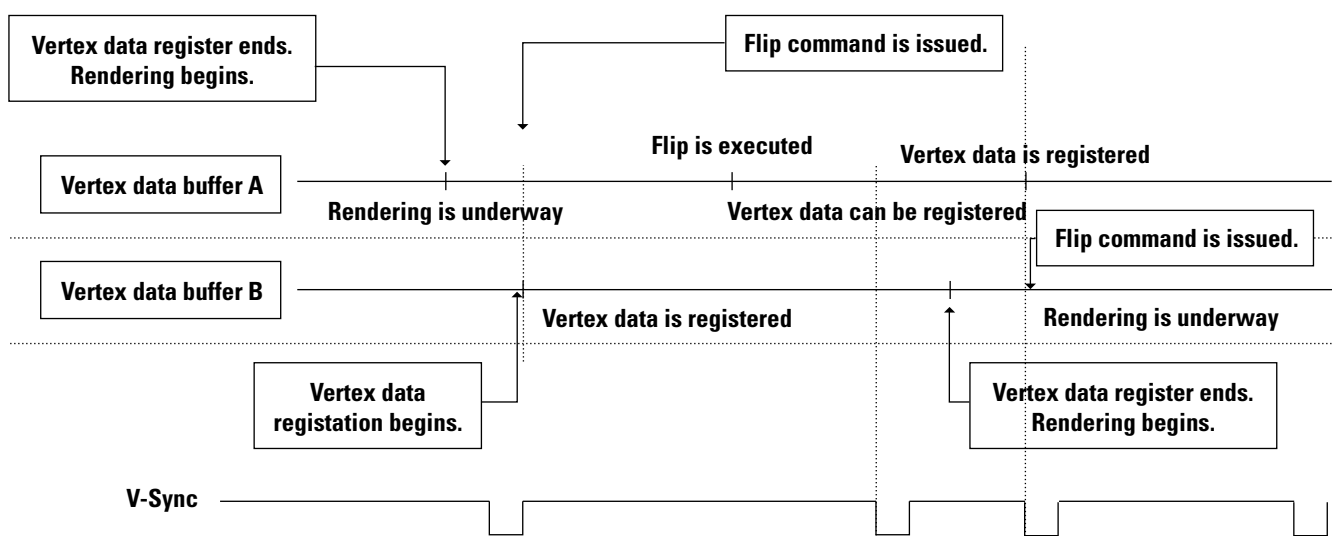 Vertex data register ends.
Rendering begins.
Flip command is issued.
Flip is executed
Vertex data is registered
Vertex data buffer A
Rendering is underway
Vertex data can be registered
Flip command is issued.
Vertex data buffer B
Vertex data is registered
Rendering is underway
Vertex data
registation begins.
Vertex data register ends.
Rendering begins.
V-Sync